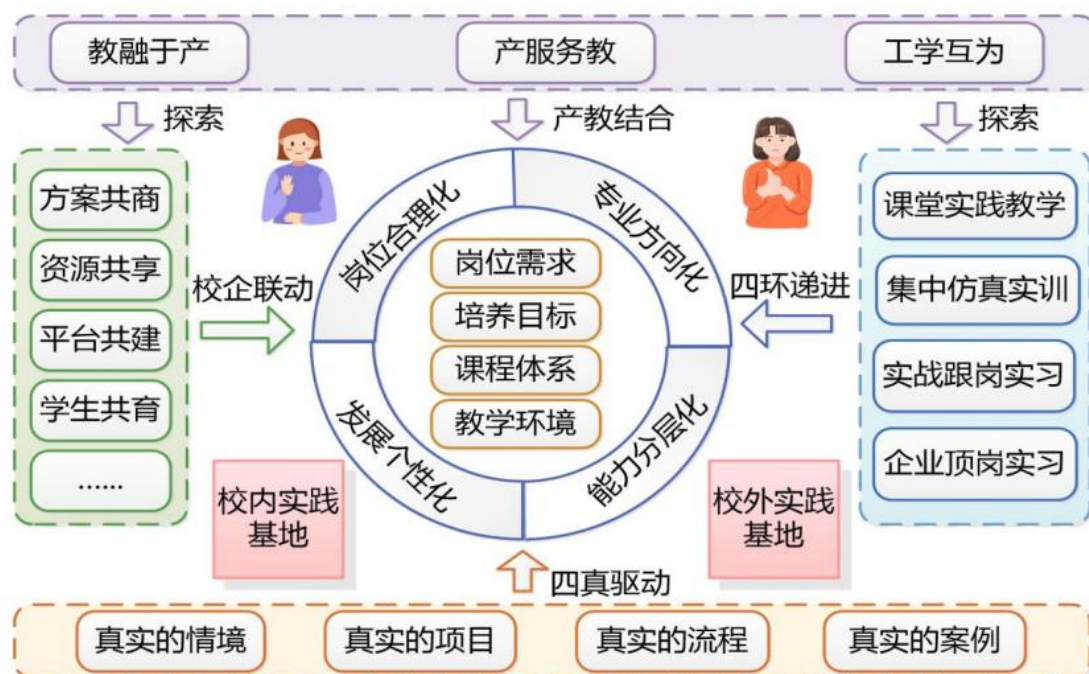 教融于产
产服务教
工学互为
探索
产教结合
探索
方案共商
资源共享
平台共建
学生共育
……
校企联动
岗位合理化
专业方向化
发展个性化
能力分层化
岗位需求
培养目标
课程体系
教学环境
四环递进
课堂实践教学
集中仿真实训
实战跟岗实习
企业顶岗实习
校内实践
基地
校外实践
基地
四真驱动
真实的情境
真实的项目
真实的流程
真实的案例